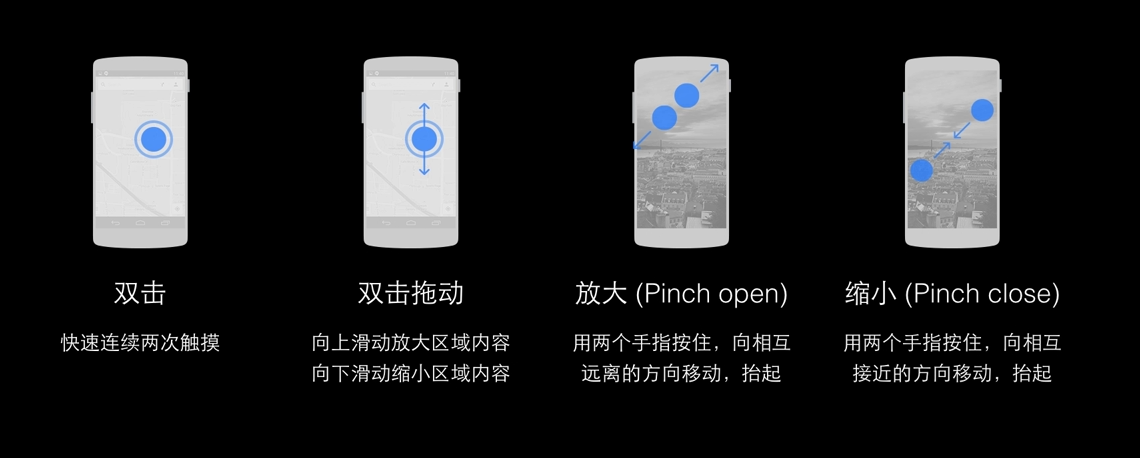 双击
快速连续两次触摸
双击拖动
向上滑动放大区域内容
向下滑动缩小区域内容
放大 (Pinch open)
用两个手指按住，向相互
远离的方向移动，抬起
缩小 (Pinch close)
用两个手指按住，向相互
接近的方向移动，抬起